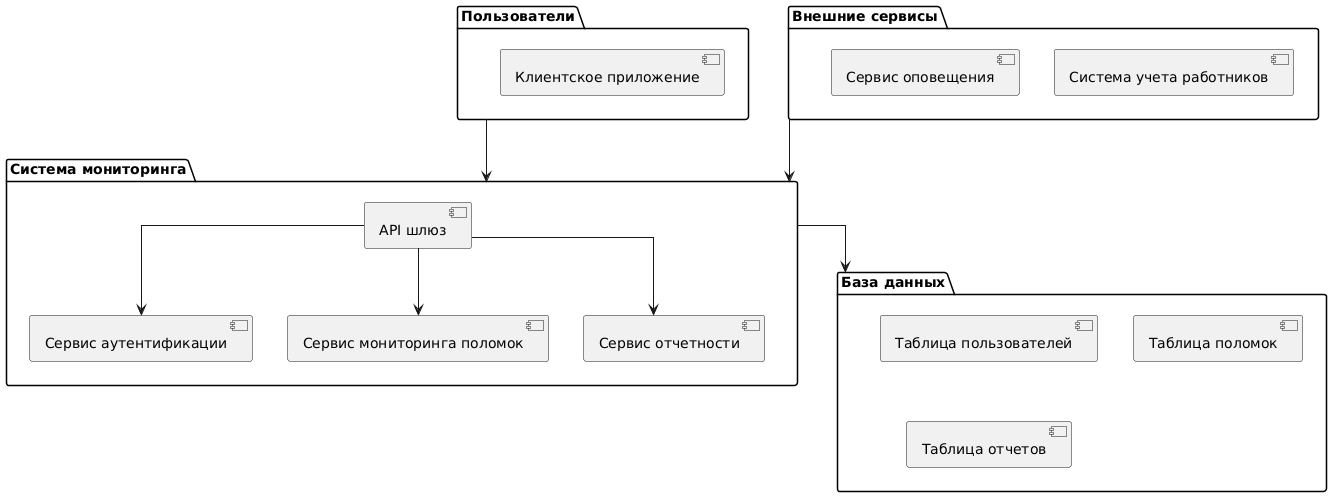 Пользователи
Клиентское приложение
Внешние сервисы
Сервис оповещения
Система учета работников
Система мониторинга
API шлюз
Сервис аутентификации
Сервис мониторинга поломок
Сервис отчетности
База данных
Таблица пользователей
Таблица поломок
Таблица отчетов